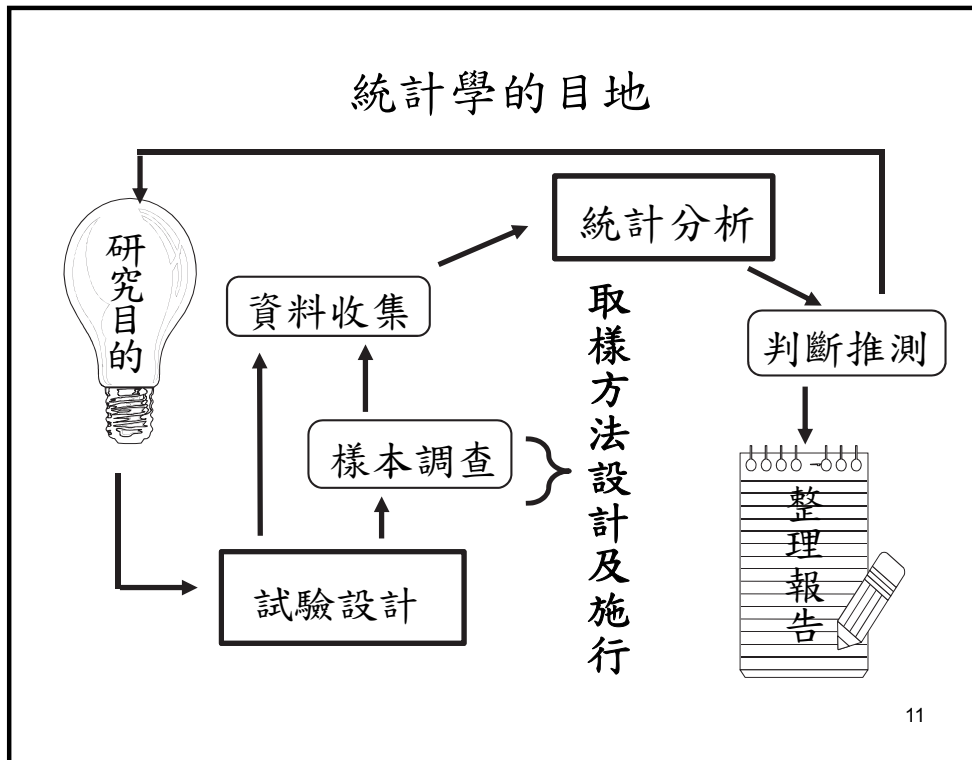 統計學的目地
研究目的
統計分析
資料收集
取樣方法設計及施行
判斷推測
樣本調查
試驗設計
整理報告
11